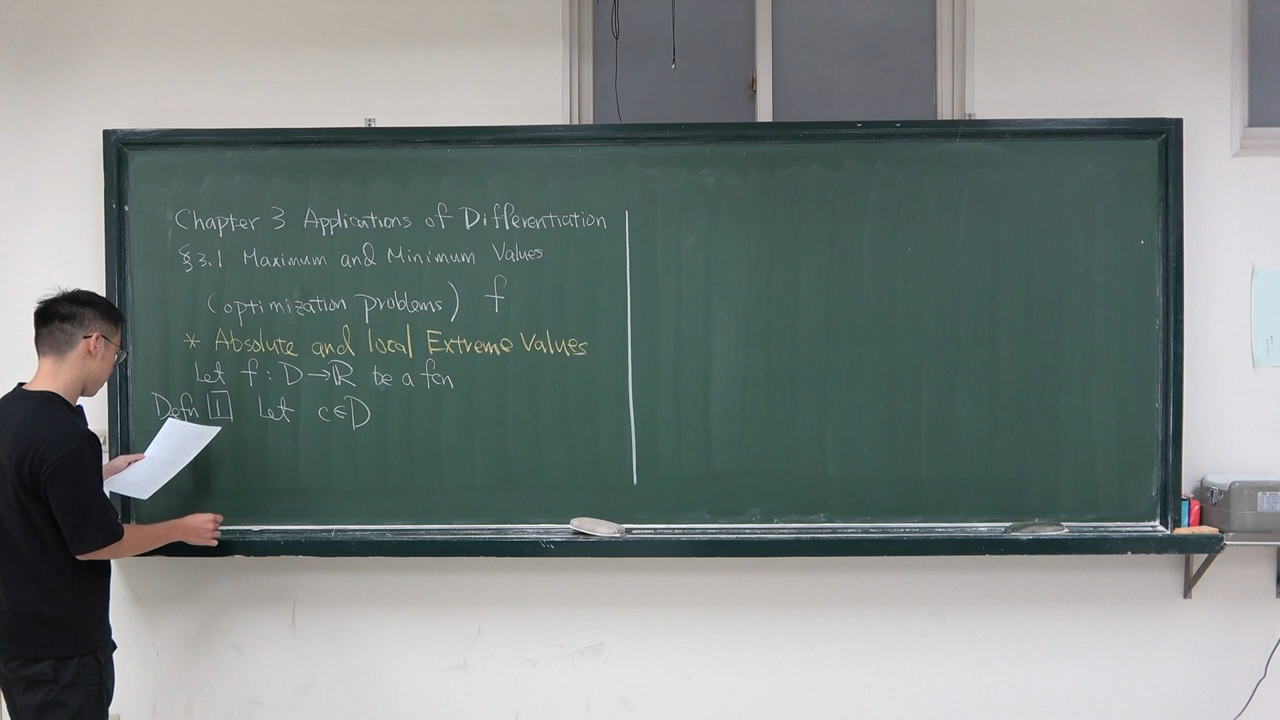 Chapter 3 Applications of Differentiation
§3.1 Maximum and Minimum Values
(optimization problems) f
* Absolute and local Extreme Values
Let f : D → ℝ be a fcn
Defn 1 Let c ∈ D